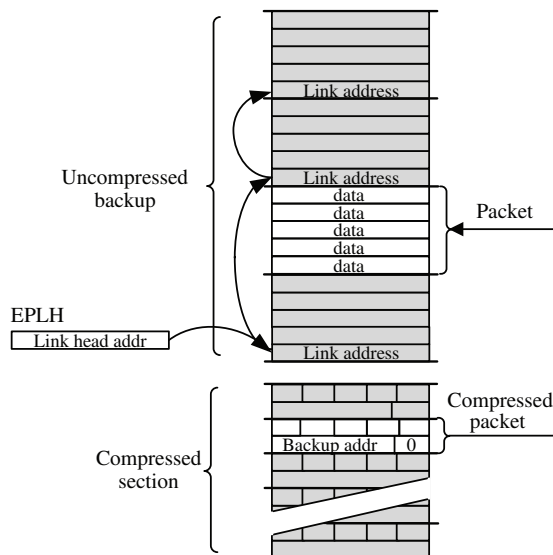 Link address
Uncompressed
backup
Link address
data
data
data
data
data
Packet
EPLH
Link head addr
Link address
Compressed
packet
Backup addr
0
Compressed
section